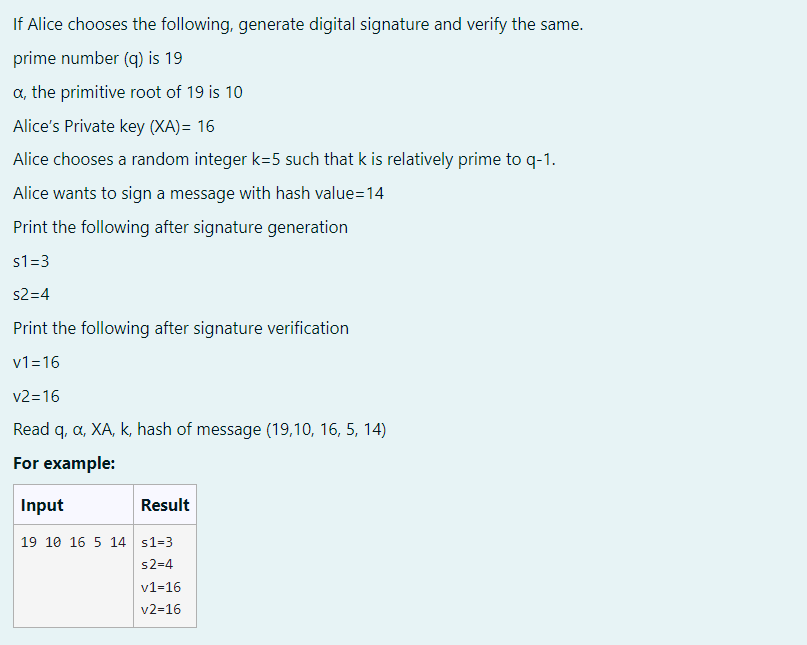 If Alice chooses the following, generate digital signature and verify the same.
prime number (q) is 19
α, the primitive root of 19 is 10
Alice's Private key (XA)= 16
Alice chooses a random integer k=5 such that k is relatively prime to q-1.
Alice wants to sign a message with hash value=14
Print the following after signature generation
s1=3
s2=4
Print the following after signature verification
v1=16
v2=16
Read q, α, XA, k, hash of message (19,10, 16, 5, 14)
For example:
Input Result
19 10 16 5 14 s1=3
s2=4
v1=16
v2=16